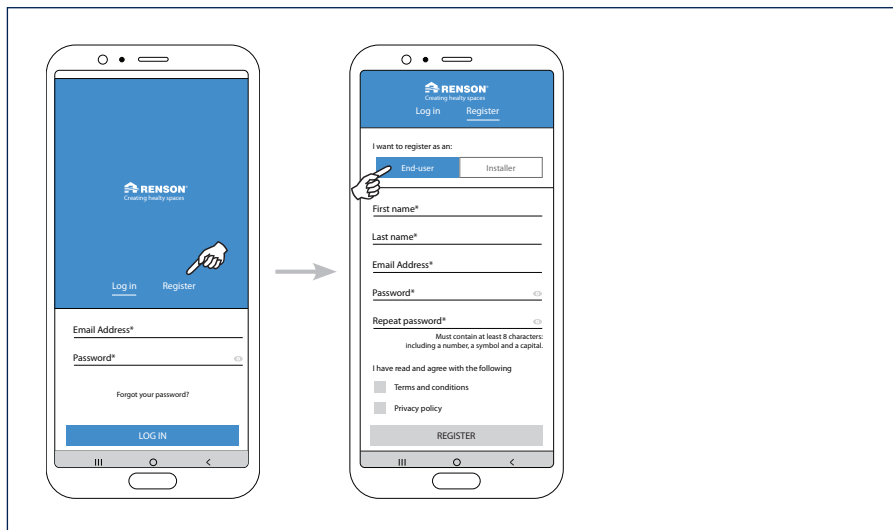 RENSON®
Creating healty spaces
Log in Register
Email Address*
Password*
Forgot your password?
LOG IN
RENSON®
Creating healty spaces
Log in Register
I want to register as an:
End-user Installer
First name*
Last name*
Email Address*
Password*
Repeat password*
Must contain at least 8 characters:
including a number, a symbol and a capital.
I have read and agree with the following
Terms and conditions
Privacy policy
REGISTER